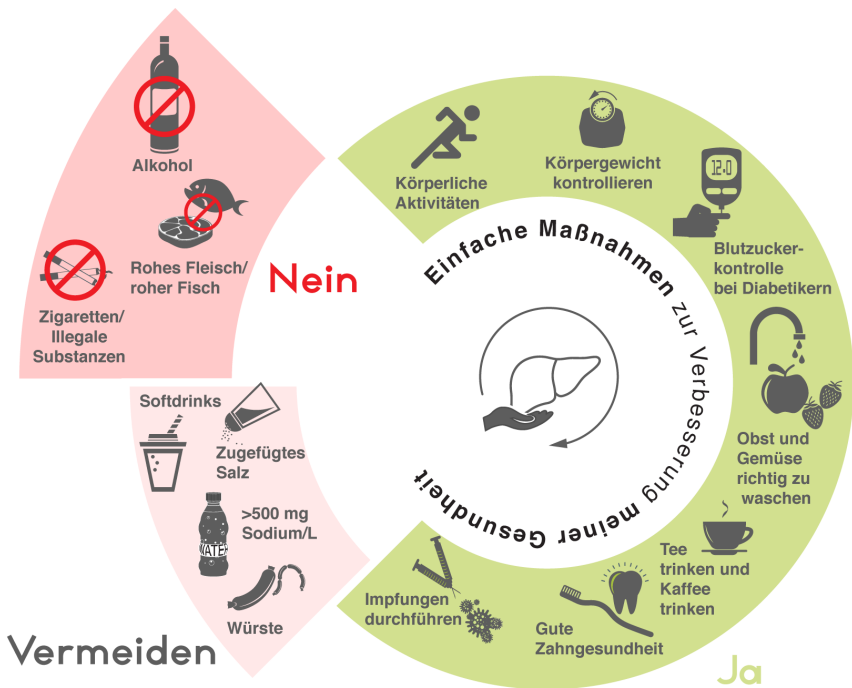 Alkohol
Rohes Fleisch/
roher Fisch
Zigaretten/
Illegale
Substanzen
Nein
Softdrinks
Zugefügtes
Salz
>500 mg
Sodium/L
WATER
Würste
Vermeiden
Einfache Maßnahmen zur Verbesserung meiner Gesundheit
Körperliche
Aktivitäten
Körpergewicht
kontrollieren
12.0
Blutzucker-
kontrolle
bei Diabetikern
Obst und
Gemüse
richtig zu
waschen
Tee
trinken und
Kaffee
trinken
Gute
Zahngesundheit
Impfungen
durchführen
Ja